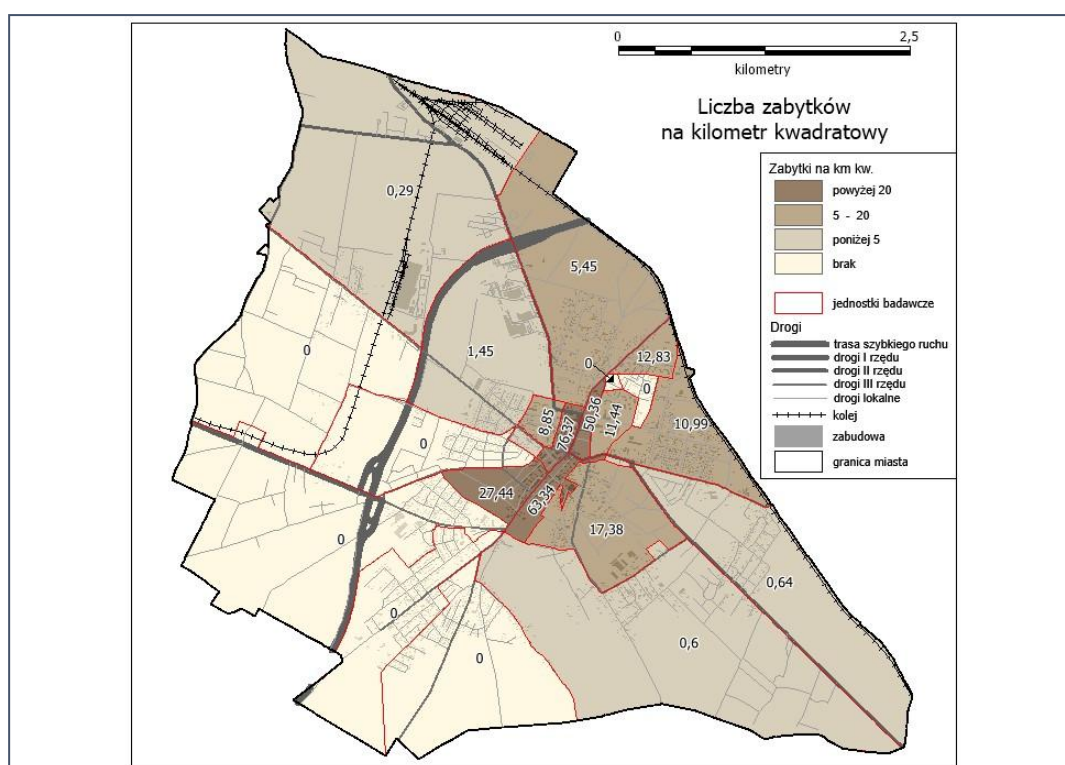 0 2,5
kilometry
Liczba zabytków
na kilometr kwadratowy
Zabytki na km kw.
powyżej 20
5 - 20
poniżej 5
brak
jednostki badawcze
Drogi
trasa szybkiego ruchu
drogi I rzędu
drogi II rzędu
drogi III rzędu
drogi lokalne
kolej
zabudowa
granica miasta
0,29
5,45
1,45
0
12,83
0
0
8,85
76,37
50,36
11,44
10,99
0
27,44
63,34
17,38
0
0,64
0
0,6
0